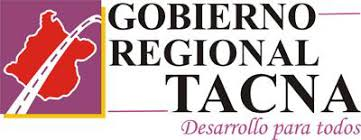 GOBIERNO
REGIONAL
TACNA
Desarrollo para todos